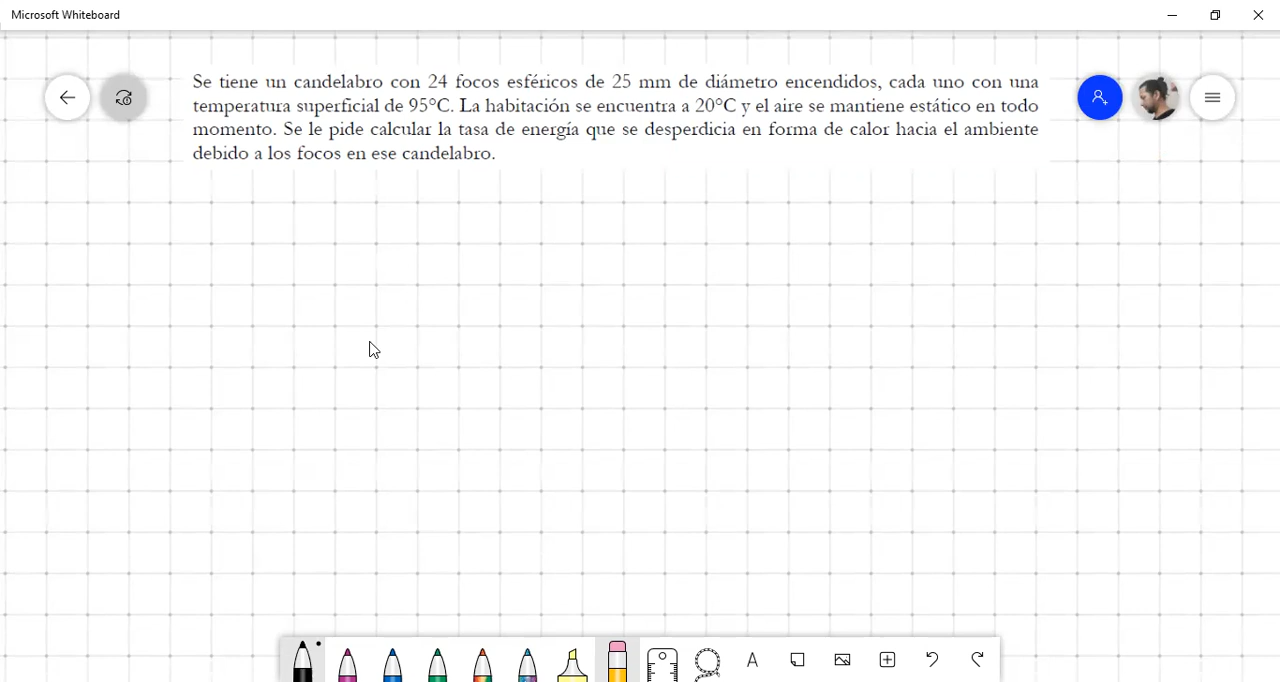 Microsoft Whiteboard
Se tiene un candelabro con 24 focos esféricos de 25 mm de diámetro encendidos, cada uno con una
temperatura superficial de 95°C. La habitación se encuentra a 20°C y el aire se mantiene estático en todo
momento. Se le pide calcular la tasa de energía que se desperdicia en forma de calor hacia el ambiente
debido a los focos en ese candelabro.
A